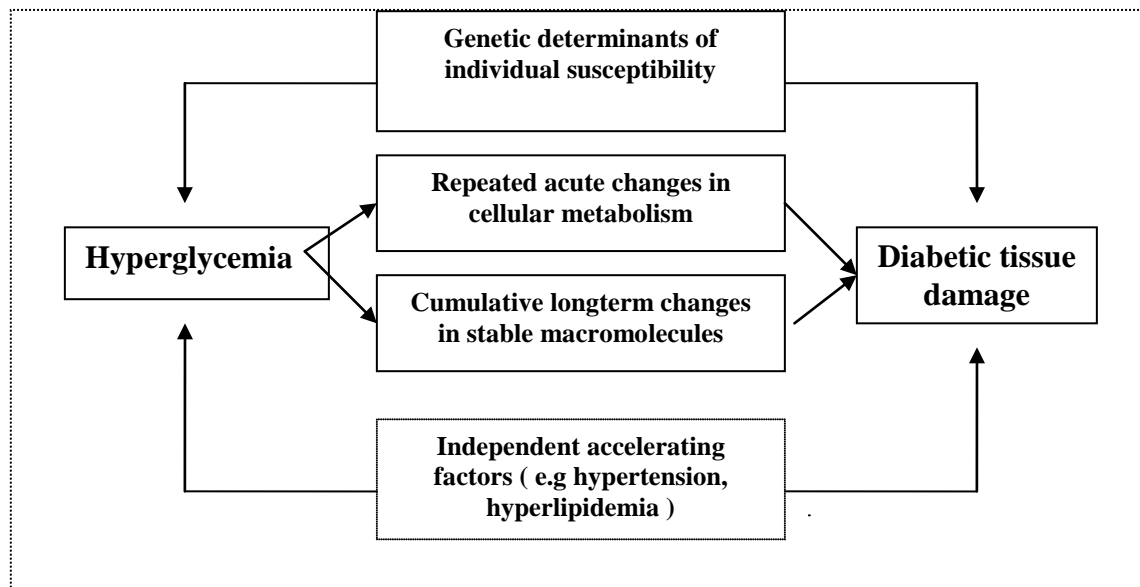 Genetic determinants of
individual susceptibility
Repeated acute changes in
cellular metabolism
Hyperglycemia
Diabetic tissue
damage
Cumulative longterm changes
in stable macromolecules
Independent accelerating
factors ( e.g hypertension,
hyperlipidemia )
.